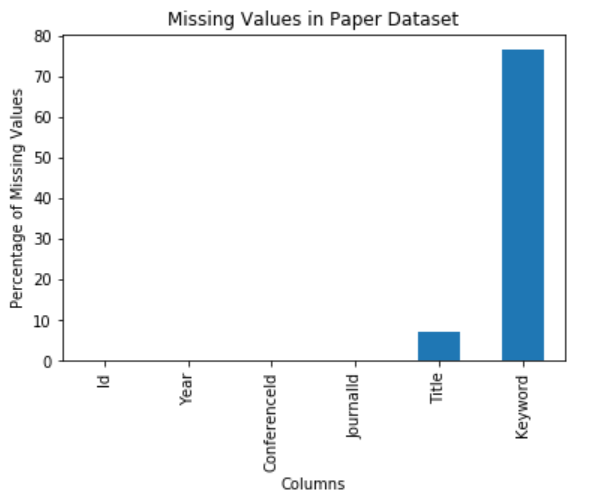 Missing Values in Paper Dataset
Percentage of Missing Values
80
70
60
50
40
30
20
10
0
Id
Year
ConferenceId
JournalId
Title
Keyword
Columns